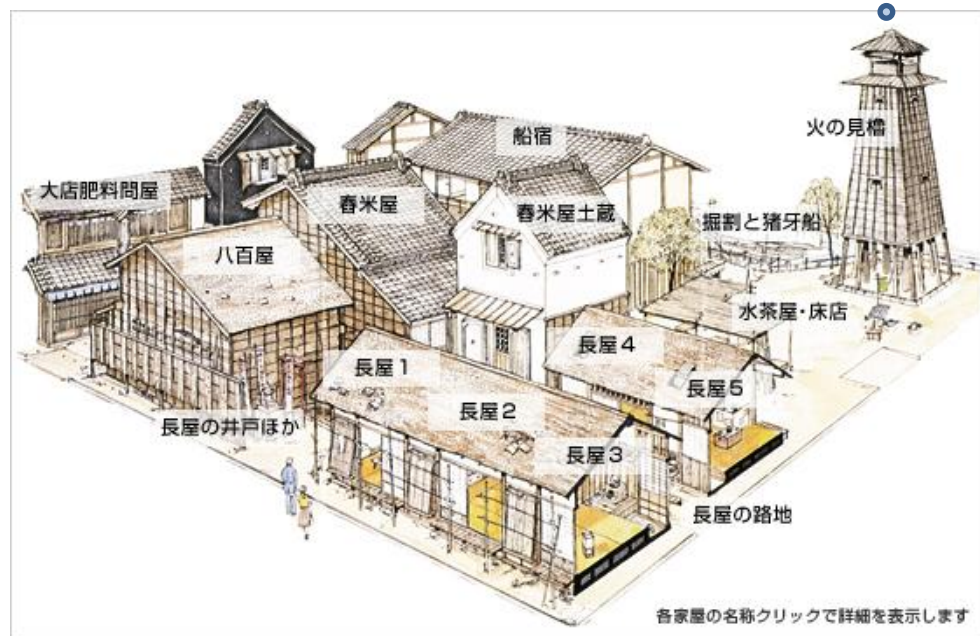 船宿
火の見櫓
大店肥料問屋
舂米屋
舂米屋土蔵
掘割と猪牙船
八百屋
水茶屋・床店
長屋1
長屋4
長屋5
長屋2
長屋の井戸ほか
長屋3
長屋の路地
各家屋の名称クリックで詳細を表示します